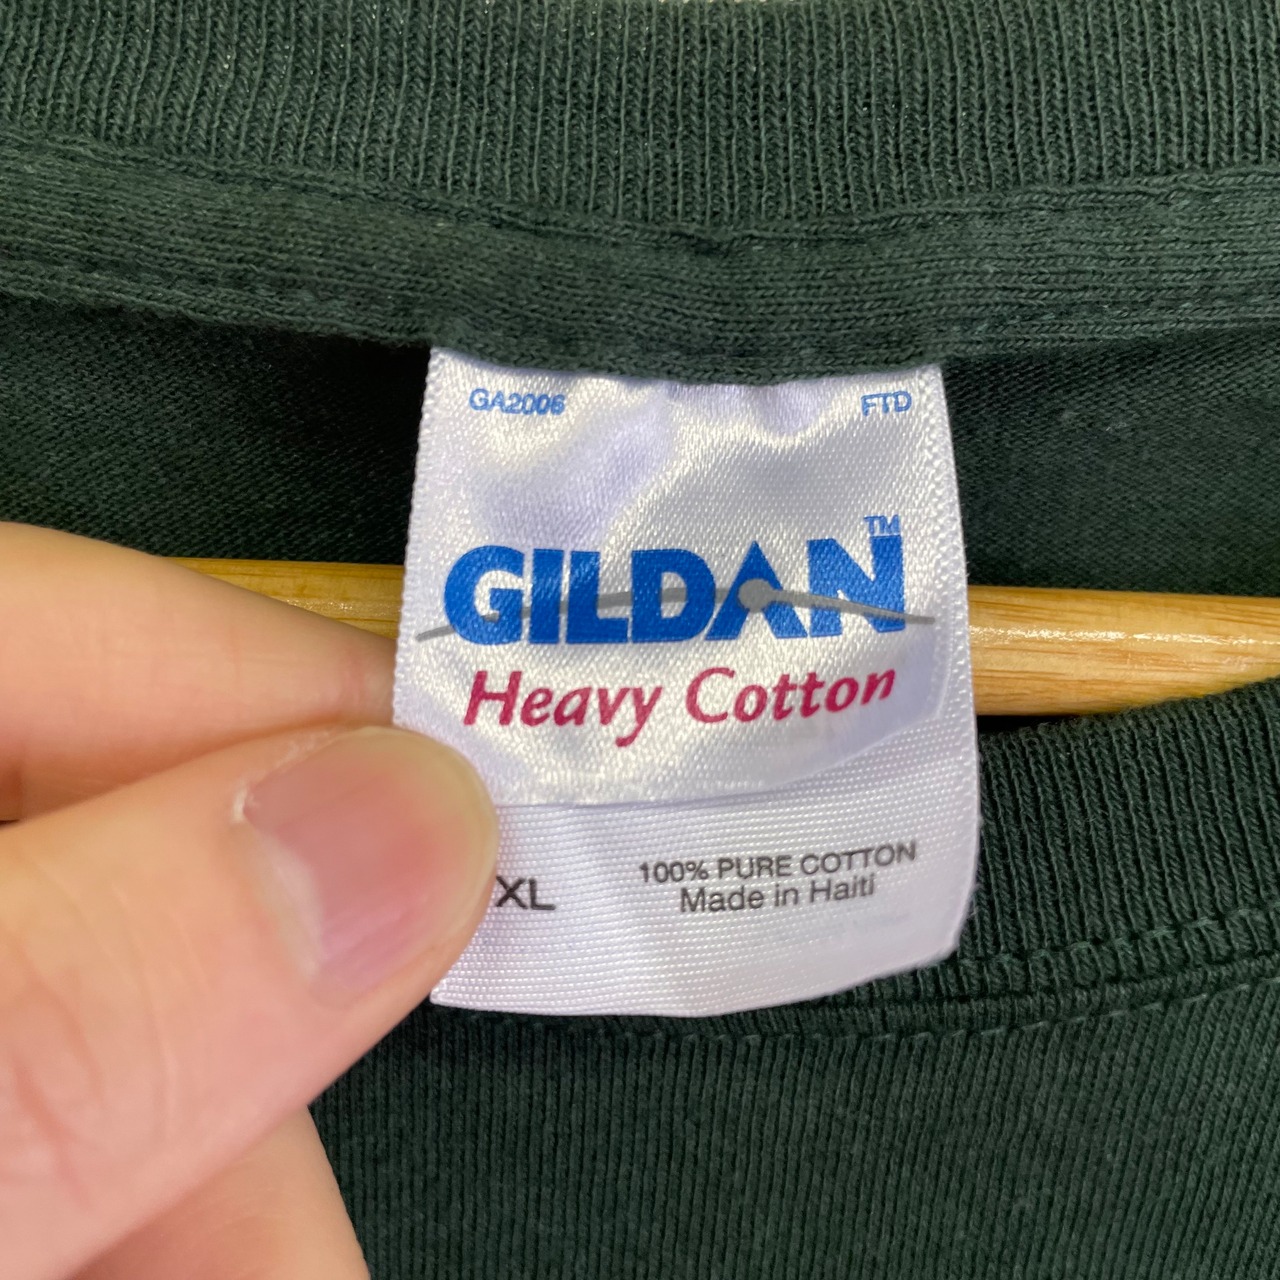 GA2006 FTD
GILDAN™
Heavy Cotton
XL
100% PURE COTTON
Made in Haiti